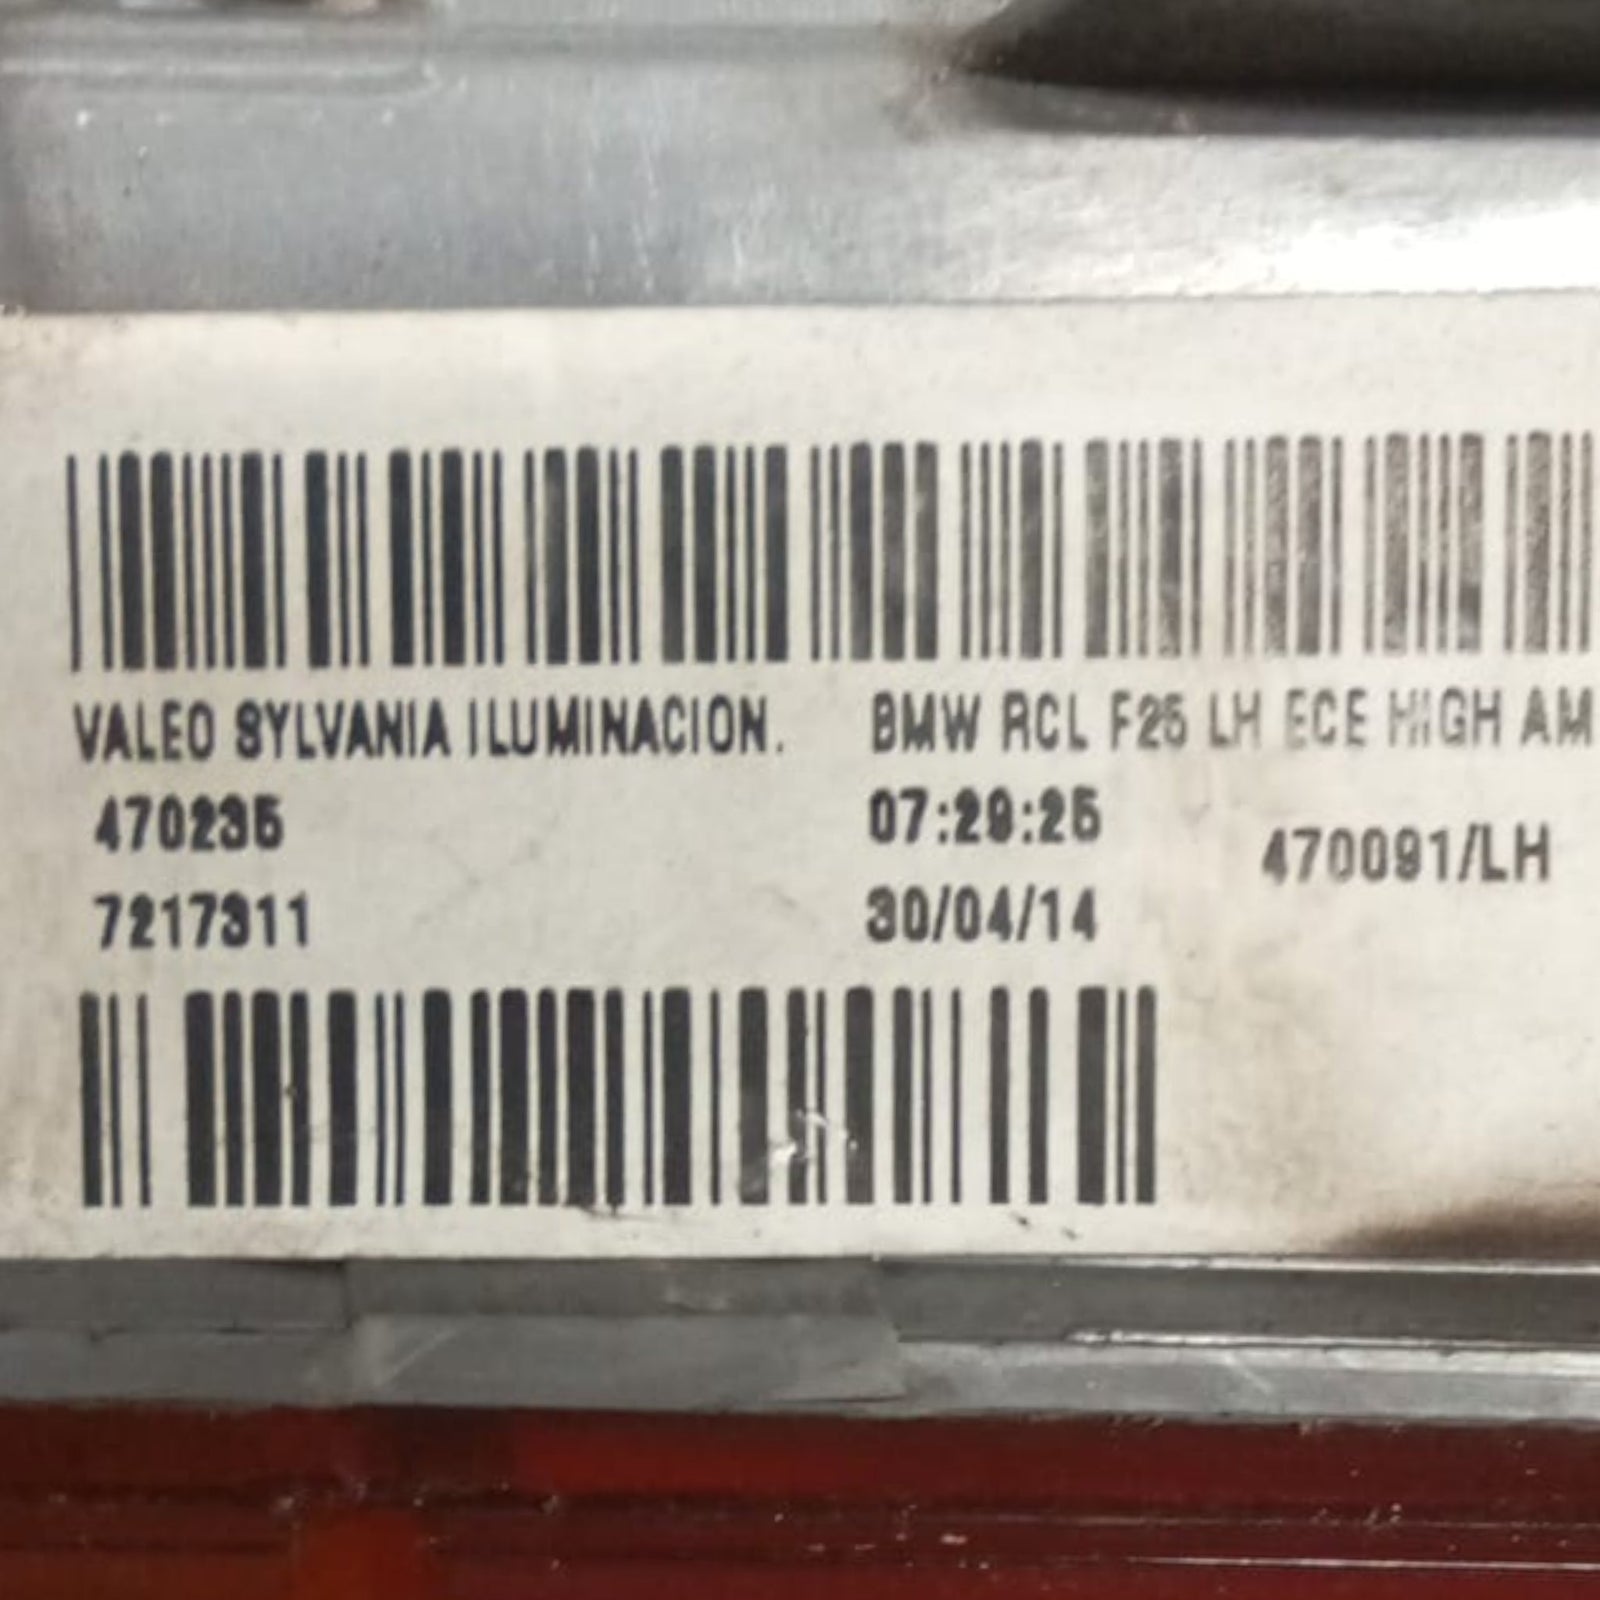 VALEO SYLVANIA ILUMINACION. BMW RCL F25 LH ECE HIGH AM
470235 07:29:25 470091/LH
7217311 30/04/14